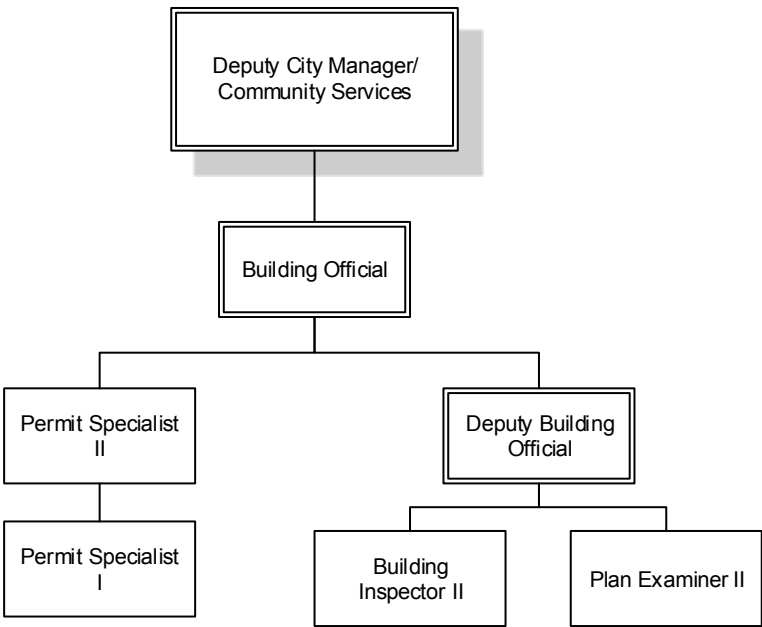 Deputy City Manager/
Community Services
Building Official
Permit Specialist
II
Deputy Building
Official
Permit Specialist
I
Building
Inspector II
Plan Examiner II